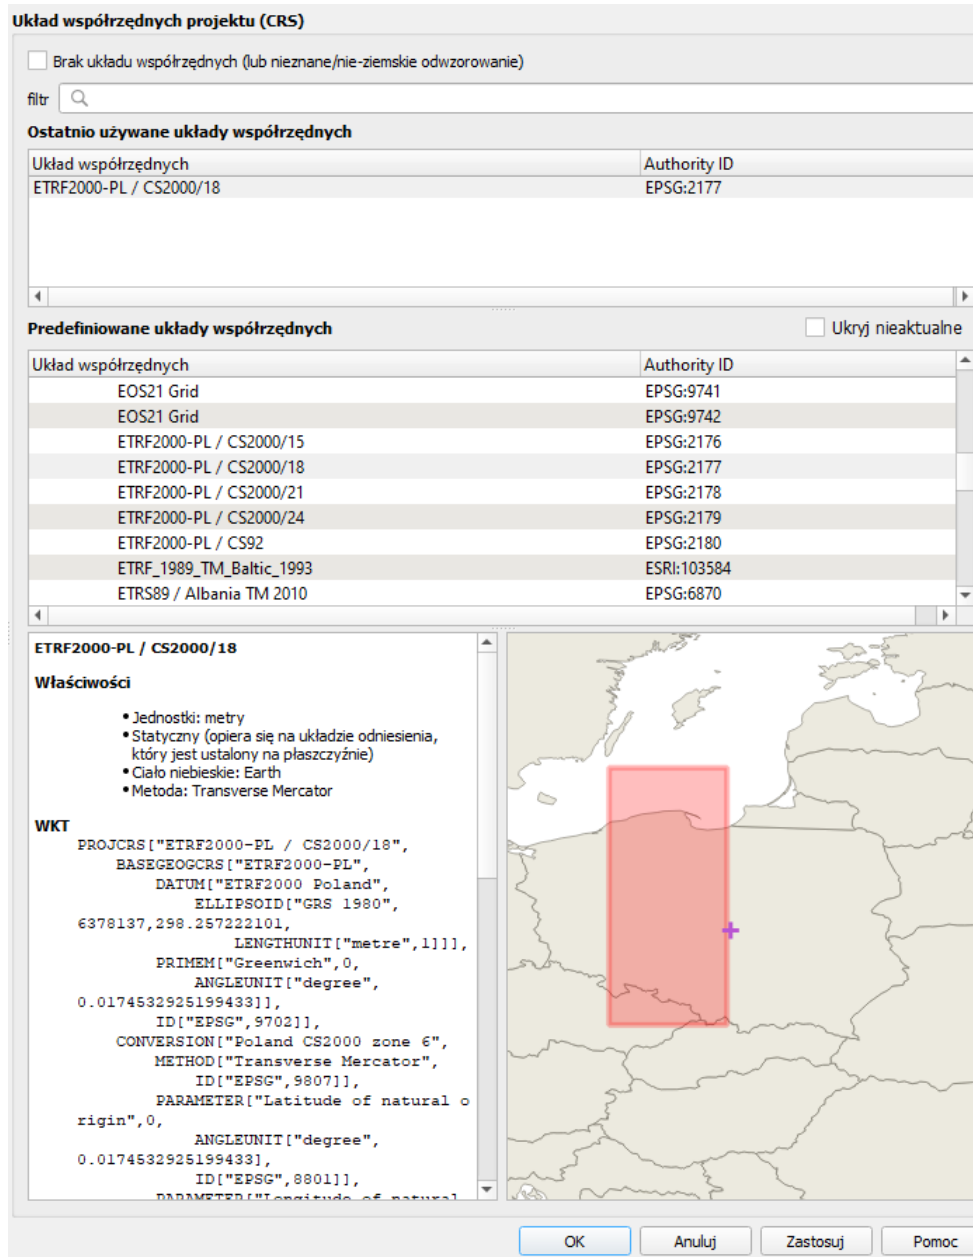 Układ współrzędnych projektu (CRS)
Brak układu współrzędnych (lub nieznane/nie-ziemskie odwzorowanie)
filtr
Ostatnio używane układy współrzędnych
Układ współrzędnych Authority ID
ETRF2000-PL / CS2000/18 EPSG:2177
Predefiniowane układy współrzędnych Ukryj nieaktualne
Układ współrzędnych Authority ID
EOS21 Grid EPSG:9741
EOS21 Grid EPSG:9742
ETRF2000-PL / CS2000/15 EPSG:2176
ETRF2000-PL / CS2000/18 EPSG:2177
ETRF2000-PL / CS2000/21 EPSG:2178
ETRF2000-PL / CS2000/24 EPSG:2179
ETRF2000-PL / CS92 EPSG:2180
ETRF_1989_TM_Baltic_1993 ESRI:103584
ETRS89 / Albania TM 2010 EPSG:6870
ETRF2000-PL / CS2000/18
Właściwości
• Jednostki: metry
• Statyczny (opiera się na układzie odniesienia,
który jest ustalony na płaszczyźnie)
• Ciało niebieskie: Earth
• Metoda: Transverse Mercator
WKT
PROJCRS["ETRF2000-PL / CS2000/18",
BASEGEOGCRS["ETRF2000-PL",
DATUM["ETRF2000 Poland",
ELLIPSOID["GRS 1980",
6378137,298.257222101,
LENGTHUNIT["metre",1]]],
PRIMEM["Greenwich",0,
ANGLEUNIT["degree",
0.0174532925199433]],
ID["EPSG",9702]],
CONVERSION["Poland CS2000 zone 6",
METHOD["Transverse Mercator",
ID["EPSG",9807]],
PARAMETER["Latitude of natural o
rigin",0,
ANGLEUNIT["degree",
0.0174532925199433],
ID["EPSG",8801]],
PARAMETER["Longitude of natural
OK Anuluj Zastosuj Pomoc